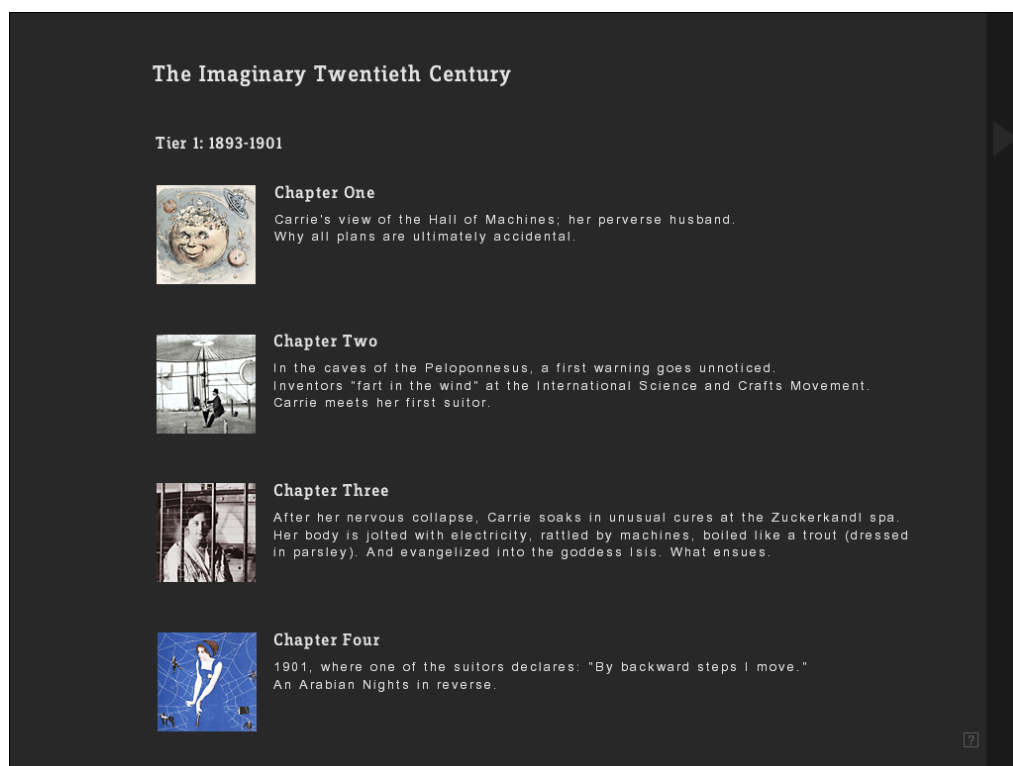 The Imaginary Twentieth Century
Tier 1: 1893-1901
Chapter One
Carrie's view of the Hall of Machines; her perverse husband.
Why all plans are ultimately accidental.
Chapter Two
In the caves of the Peloponnesus, a first warning goes unnoticed.
Inventors "fart in the wind" at the International Science and Crafts Movement.
Carrie meets her first suitor.
Chapter Three
After her nervous collapse, Carrie soaks in unusual cures at the Zuckerkandl spa.
Her body is jolted with electricity, rattled by machines, boiled like a trout (dressed
in parsley). And evangelized into the goddess Isis. What ensues.
Chapter Four
1901, where one of the suitors declares: "By backward steps I move."
An Arabian Nights in reverse.
?